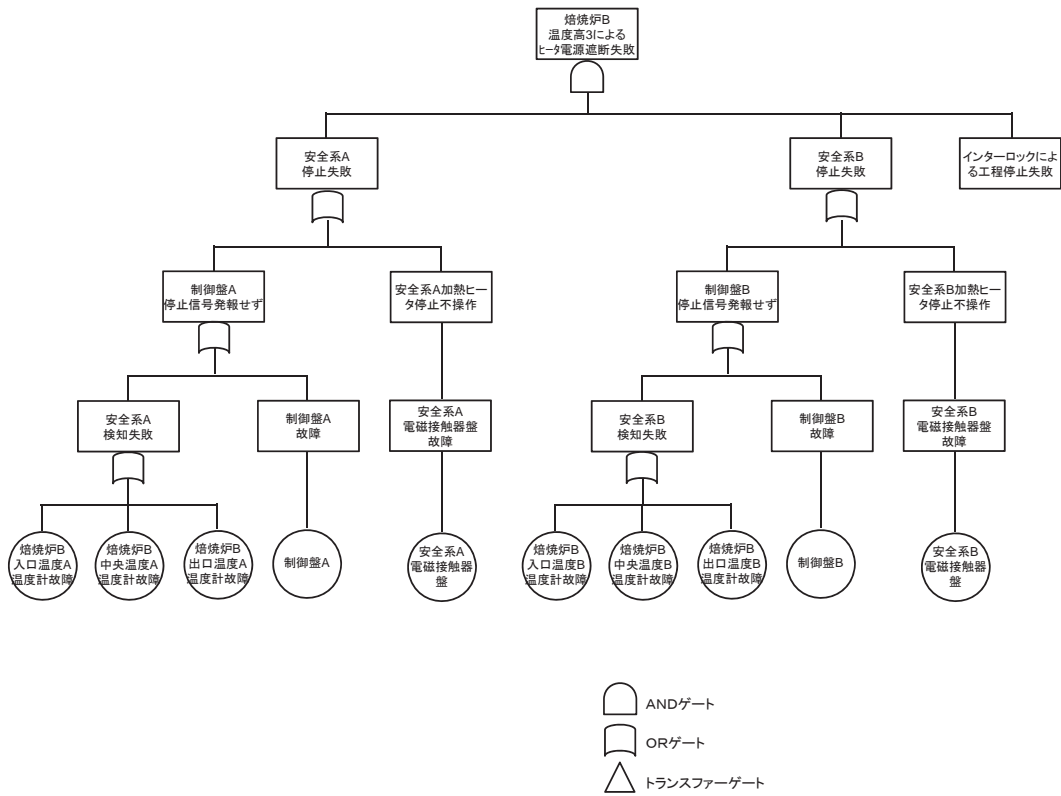 焙焼炉B
温度高3による
ヒータ電源遮断失敗
安全系A
停止失敗
安全系B
停止失敗
インターロックによ
る工程停止失敗
制御盤A
停止信号発報せず
安全系A加熱ヒー
タ停止不操作
制御盤B
停止信号発報せず
安全系B加熱ヒー
タ停止不操作
安全系A
検知失敗
制御盤A
故障
安全系A
電磁接触器盤
故障
安全系B
検知失敗
制御盤B
故障
安全系B
電磁接触器盤
故障
焙焼炉B
入口温度A
温度計故障
焙焼炉B
中央温度A
温度計故障
焙焼炉B
出口温度A
温度計故障
制御盤A
安全系A
電磁接触器
盤
焙焼炉B
入口温度B
温度計故障
焙焼炉B
中央温度B
温度計故障
焙焼炉B
出口温度B
温度計故障
制御盤B
安全系B
電磁接触器
盤
ANDゲート
ORゲート
トランスファーゲート